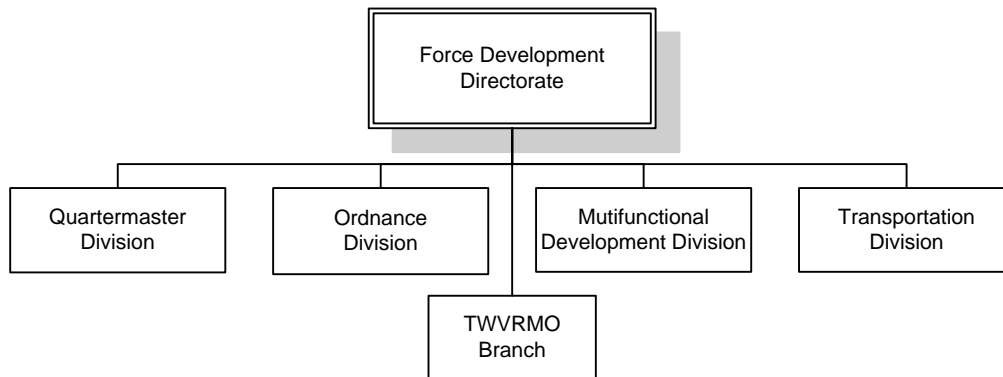 Force Development
Directorate
Quartermaster
Division
Ordnance
Division
Mutifunctional
Development Division
Transportation
Division
TWVRMO
Branch